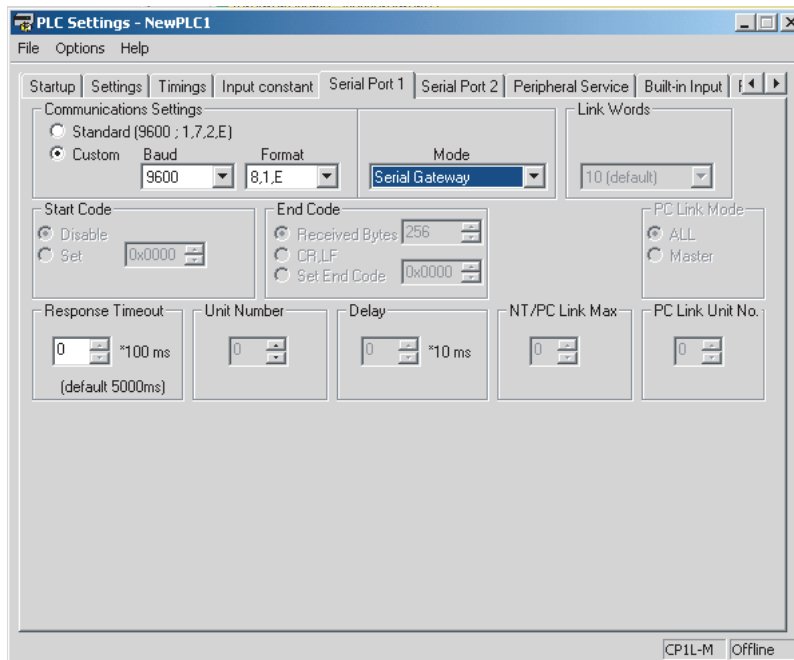 PLC Settings - NewPLC1
File Options Help
Startup Settings Timings Input constant Serial Port 1 Serial Port 2 Peripheral Service Built-in Input
Communications Settings
Link Words
Standard (9600 ; 1,7,2,E)
Custom Baud Format Mode
9600 8,1,E Serial Gateway 10 (default)
Start Code End Code PC Link Mode
Disable Received Bytes 256 ALL
Set 0x0000 CR,LF Master
Set End Code 0x0000
Response Timeout Unit Number Delay NT/PC Link Max PC Link Unit No.
0 *100 ms 0 0 *10 ms 0 0
(default 5000ms)
CP1L-M Offline